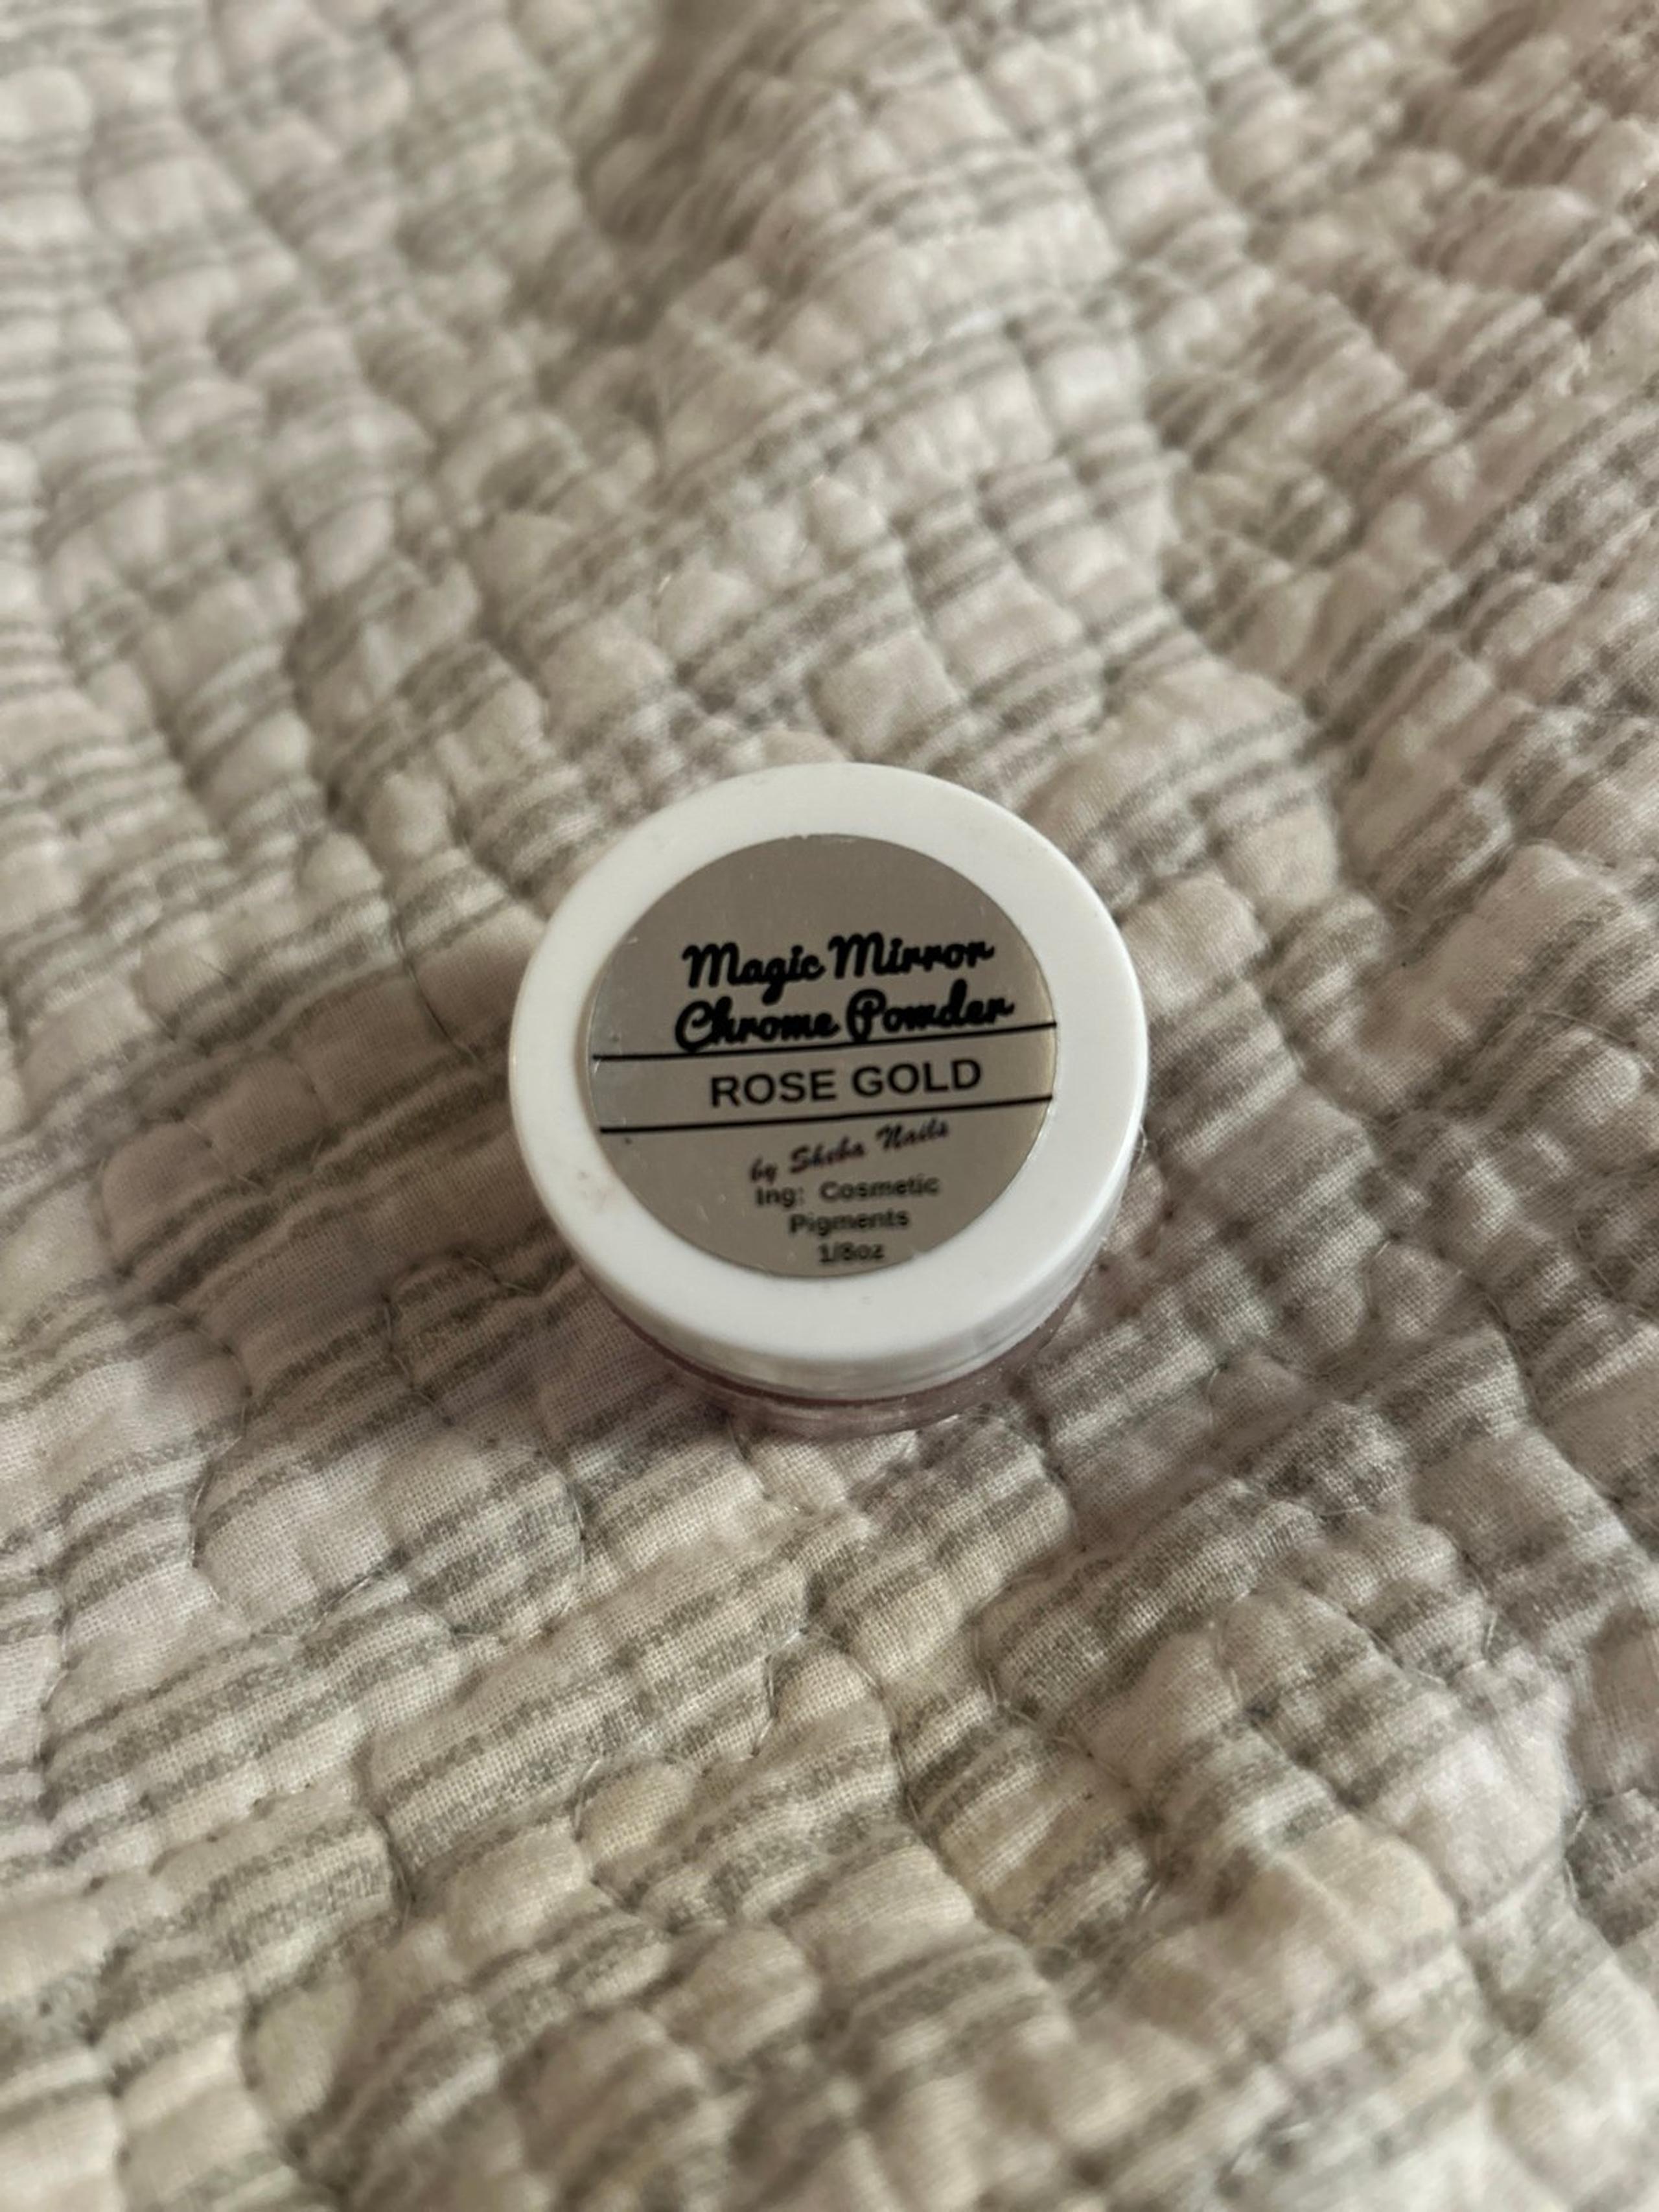 Magic Mirror
Chrome Powder
ROSE GOLD
by Sheba Nails
Ing: Cosmetic
Pigments
1/8oz